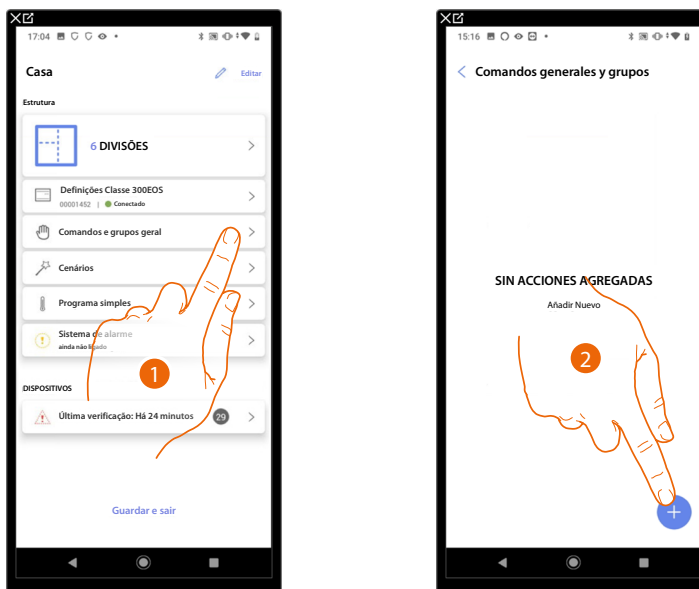 17:04
Casa
Editar
Estrutura
6 DIVISÕES
Definições Classe 300EOS
00001452 | Conectado
Comandos e grupos geral
Cenários
Programa simples
Sistema de alarme
ainda não ligado
1
DISPOSITIVOS
Última verificação: Há 24 minutos 29
Guardar e sair
15:16
Comandos generales y grupos
SIN ACCIONES AGREGADAS
Añadir Nuevo
2